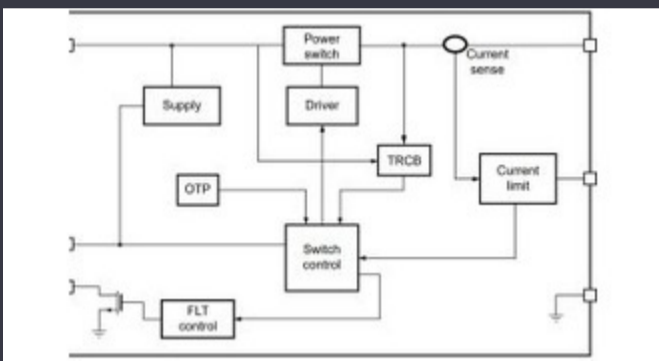 Power
switch
Current
sense
Supply
Driver
TRCB
Current
limit
OTP
Switch
control
FLT
control